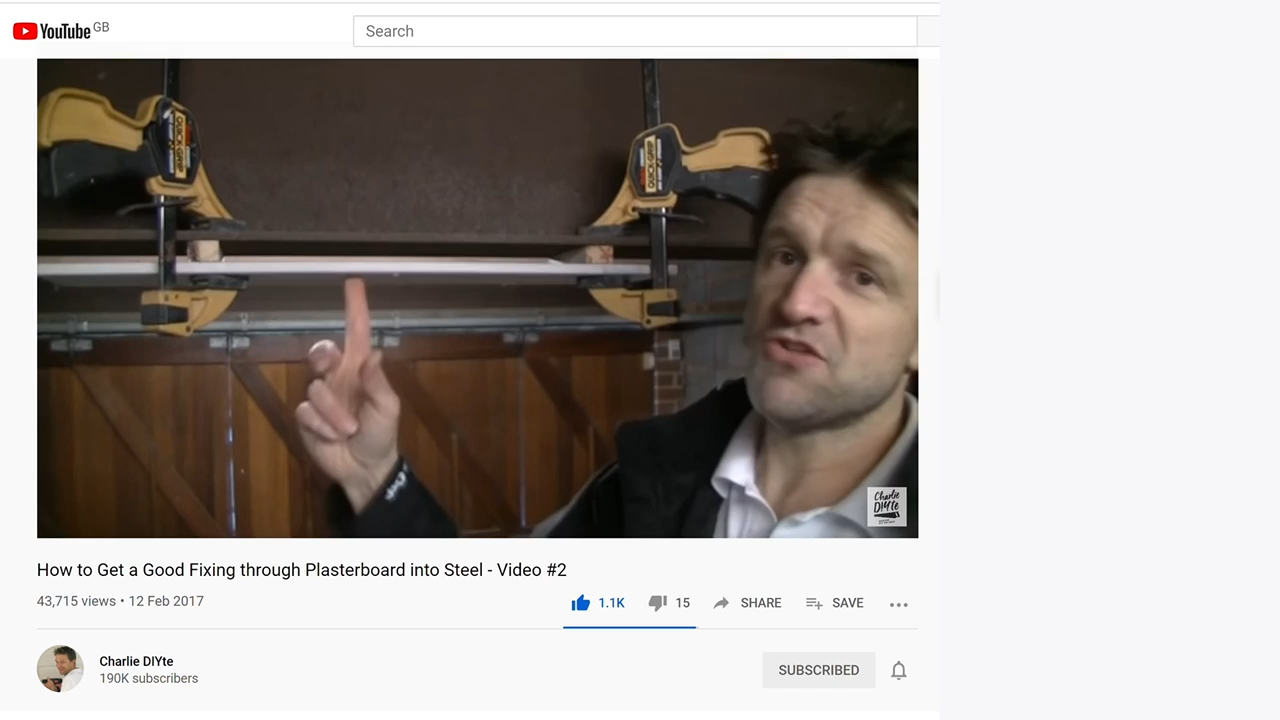 YouTube GB
Search
QUICK-GRIP
QUICK-GRIP
Charlie
DIYte
How to Get a Good Fixing through Plasterboard into Steel - Video #2
43,715 views • 12 Feb 2017
1.1K
15
SHARE
SAVE
Charlie DIYte
190K subscribers
SUBSCRIBED